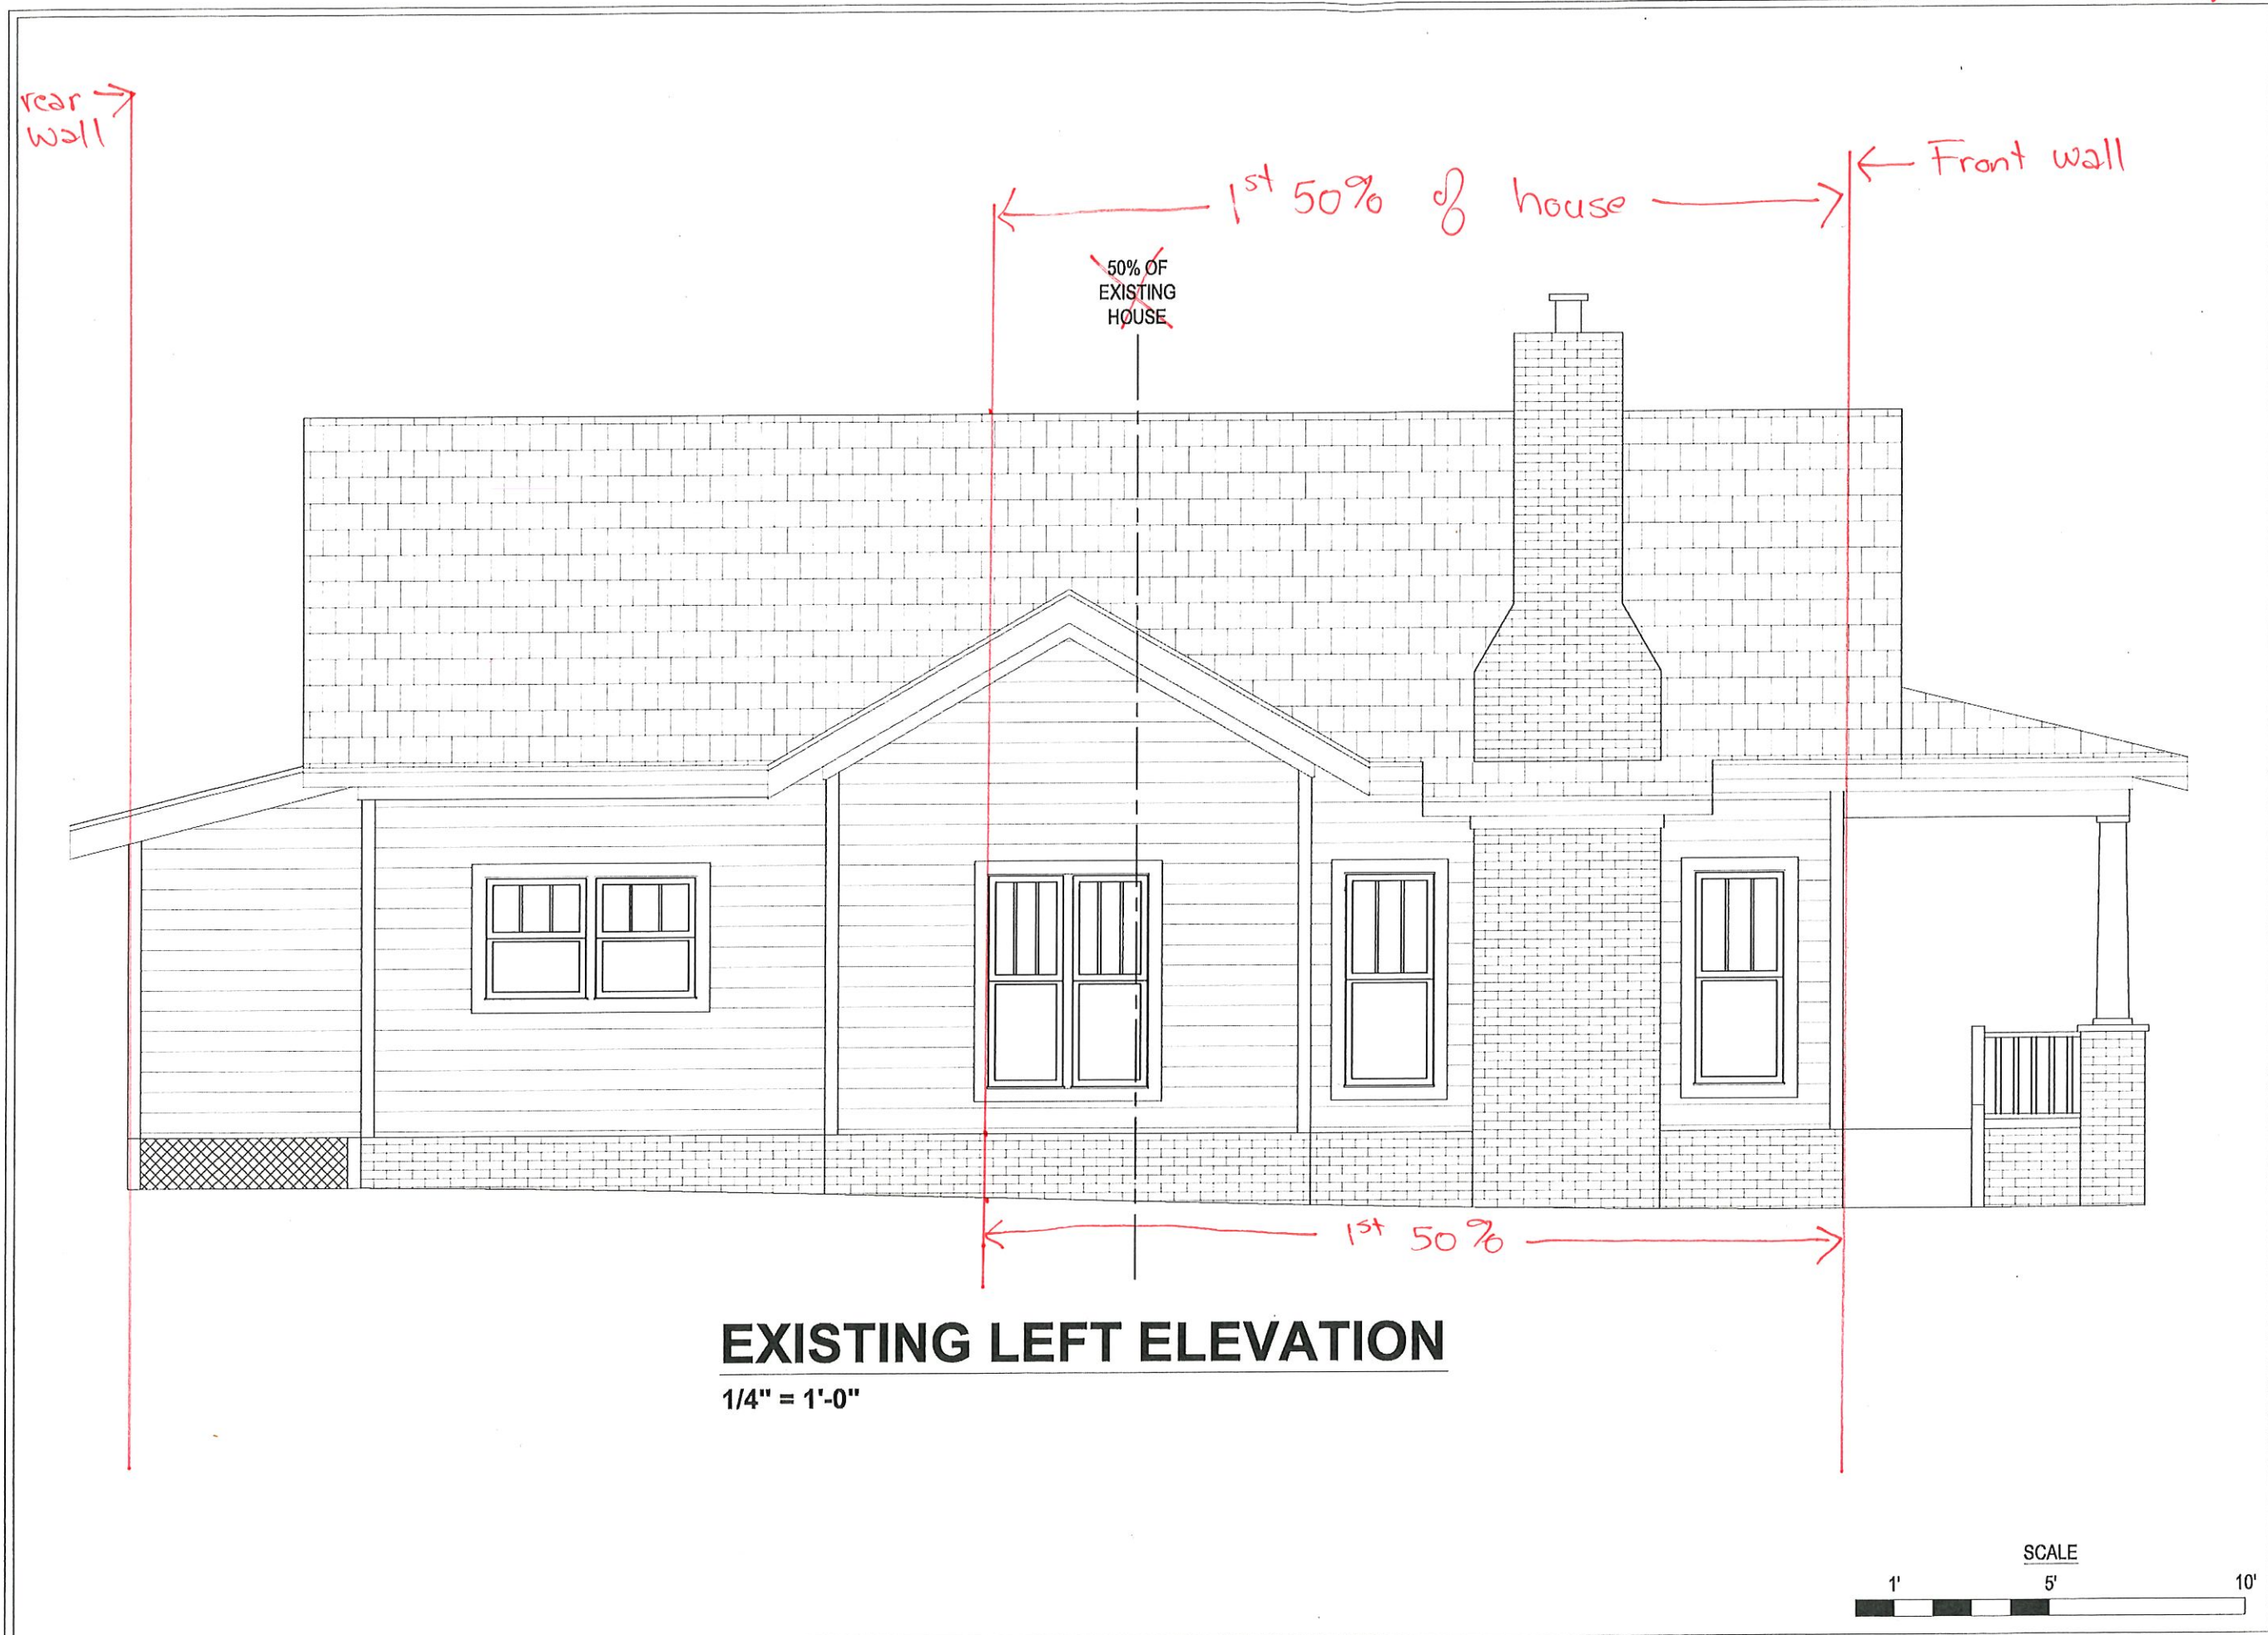 rear
wall
Front wall
1st 50% of house
50% OF
EXISTING
HOUSE
1st 50%
EXISTING LEFT ELEVATION
1/4" = 1'-0"
SCALE
1' 5' 10'